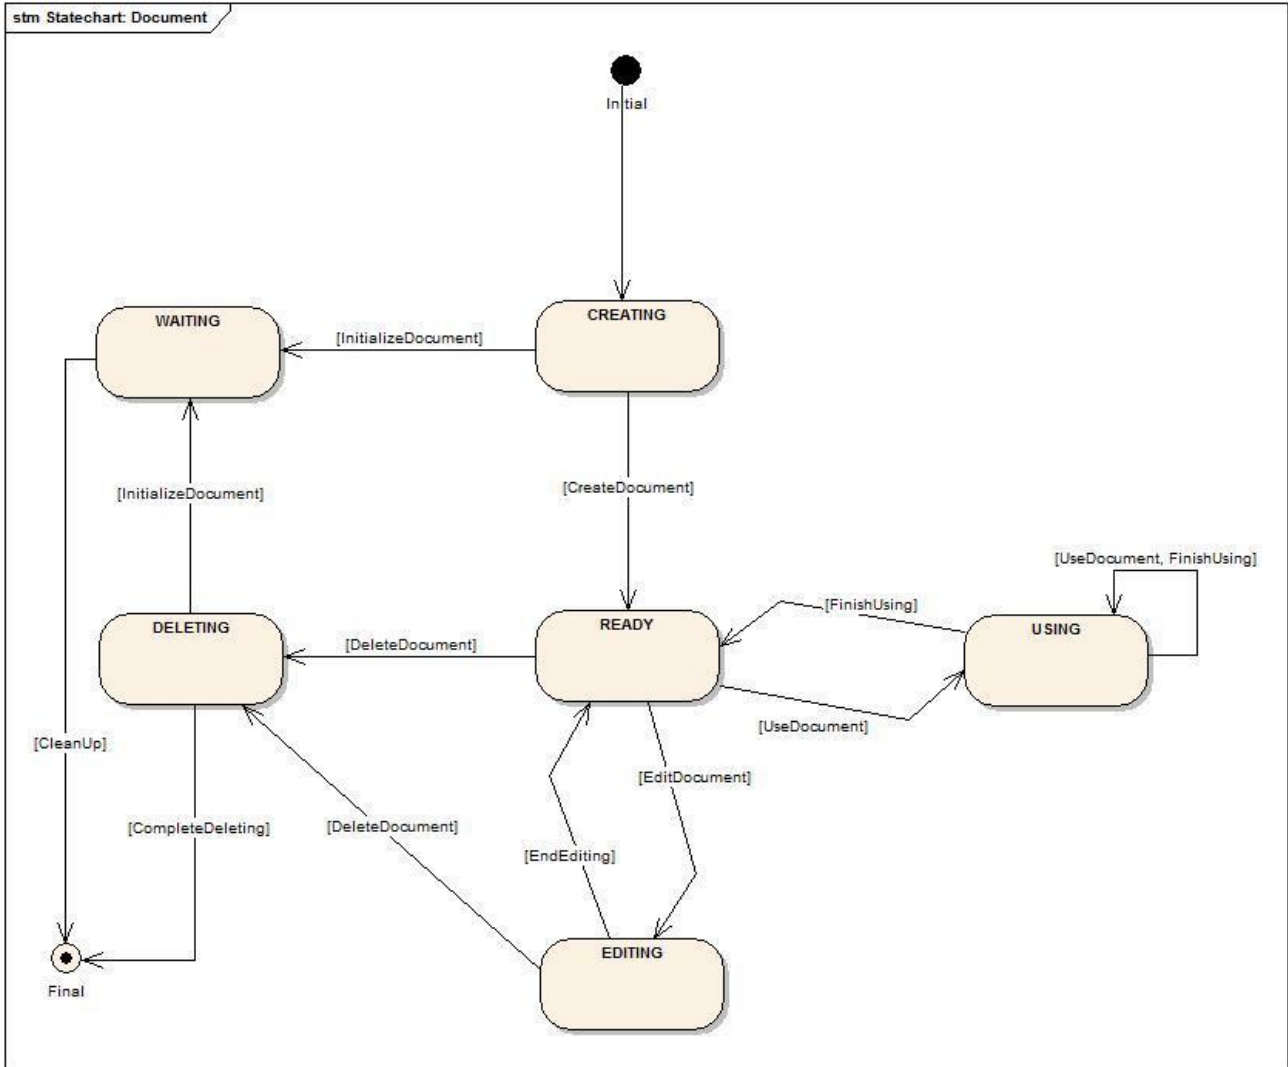 stm Statechart: Document
Initial
WAITING
CREATING
[InitializeDocument]
[InitializeDocument]
[CreateDocument]
[UseDocument, FinishUsing]
DELETING
READY
[FinishUsing]
USING
[DeleteDocument]
[UseDocument]
[CleanUp]
[EditDocument]
[CompleteDeleting]
[DeleteDocument]
[EndEditing]
EDITING
Final